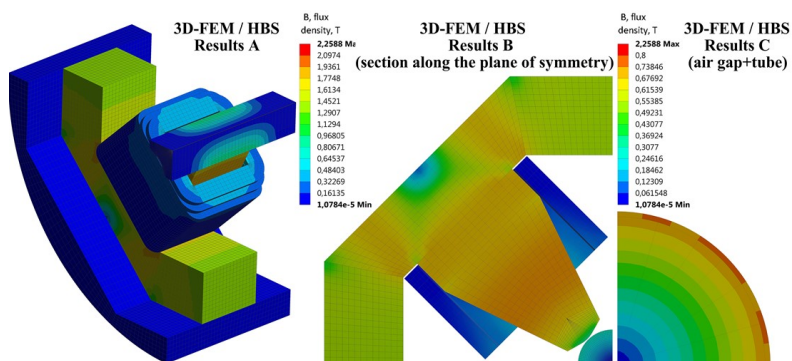 3D-FEM / HBS
Results A
B, flux
density, T
2,2588 Ma
2,0974
1,9361
1,7748
1,6134
1,4521
1,2907
1,1294
0,96805
0,80671
0,64537
0,48403
0,32269
0,16135
1,0784e-5 Min
3D-FEM / HBS
Results B
(section along the plane of symmetry)
B, flux
density, T
2,2588 Max
0,8
0,73846
0,67692
0,61539
0,55385
0,49231
0,43077
0,36924
0,3077
0,24616
0,18462
0,12309
0,061548
1,0784e-5 Min
3D-FEM / HBS
Results C
(air gap+tube)